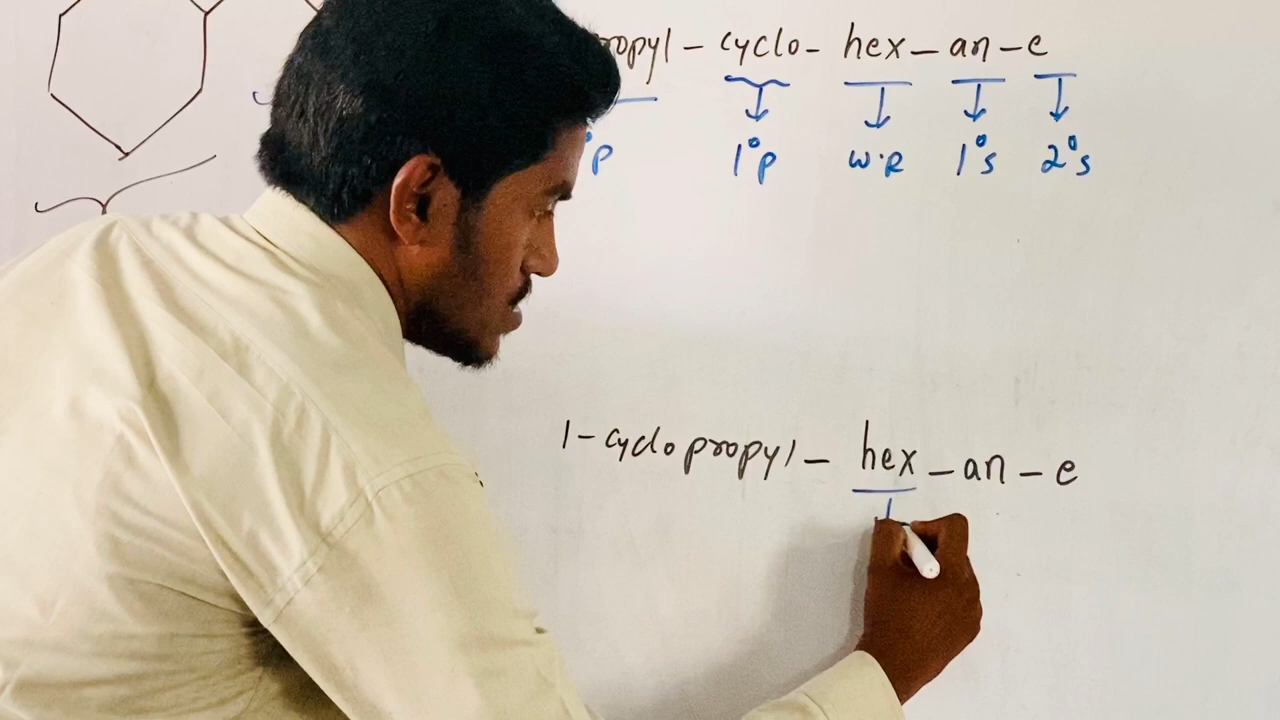 ropyl - cyclo - hex - an - e
°p 1°p W·R 1°s 2°s
1-cyclopropyl - hex - an - e